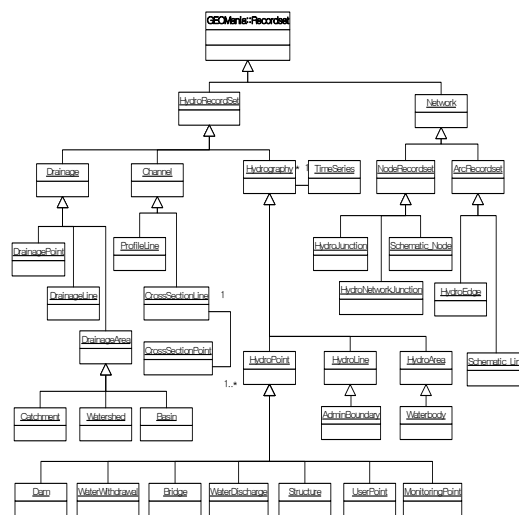 GEOMania::Recordset
HydroRecordSet
Network
Drainage
Channel
Hydrography
* 1
TimeSeries
NodeRecordset
ArcRecordset
DrainagePoint
ProfileLine
HydroJunction
Schematic_Node
DrainageLine
CrossSectionLine
1
HydroNetworkJunction
HydroEdge
DrainageArea
CrossSectionPoint
1..*
HydroPoint
HydroLine
HydroArea
Catchment
Watershed
Basin
AdminBoundary
Waterbody
Dam
WaterWithdrawal
Bridge
WaterDischarge
Structure
UserPoint
MonitoringPoint